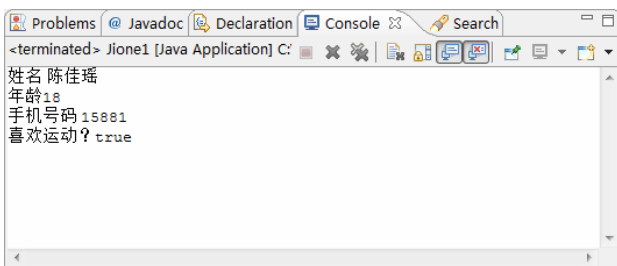 Problems @ Javadoc Declaration Console Search
<terminated> Jione1 [Java Application] C:
姓名 陈佳瑶
年龄18
手机号码 15881
喜欢运动？true